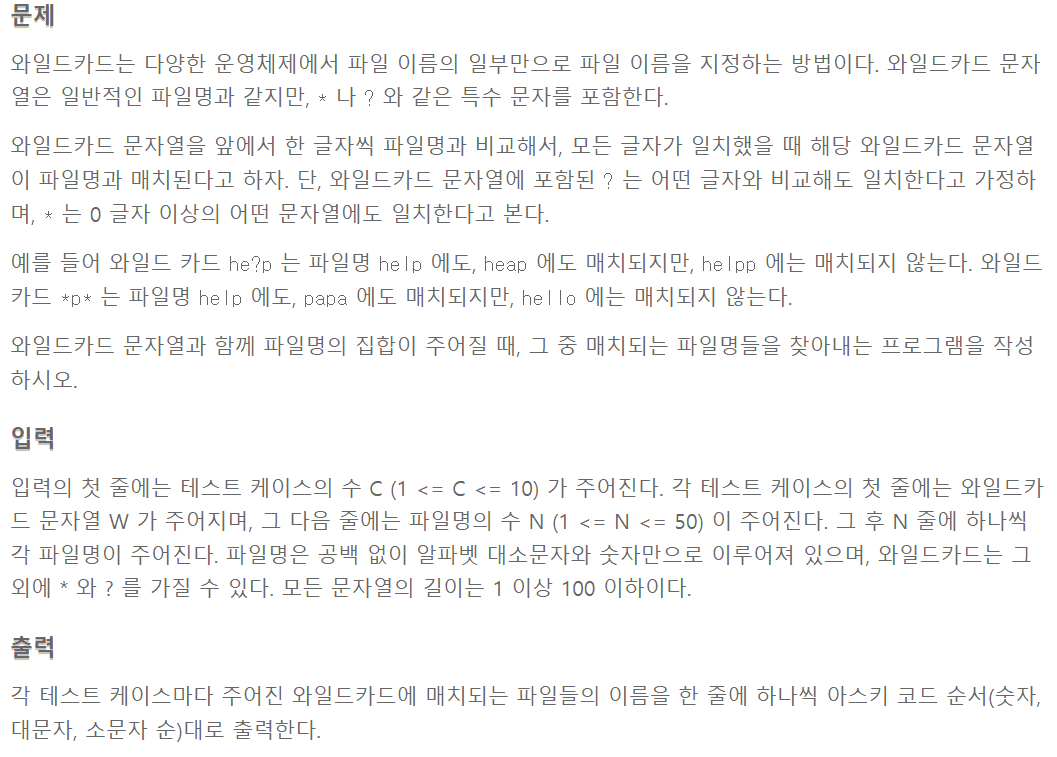 문제
와일드카드는 다양한 운영체제에서 파일 이름의 일부만으로 파일 이름을 지정하는 방법이다. 와일드카드 문자
열은 일반적인 파일명과 같지만, * 나 ? 와 같은 특수 문자를 포함한다.
와일드카드 문자열을 앞에서 한 글자씩 파일명과 비교해서, 모든 글자가 일치했을 때 해당 와일드카드 문자열
이 파일명과 매치된다고 하자. 단, 와일드카드 문자열에 포함된 ? 는 어떤 글자와 비교해도 일치한다고 가정하
며, * 는 0 글자 이상의 어떤 문자열에도 일치한다고 본다.
예를 들어 와일드 카드 he?p 는 파일명 help 에도, heap 에도 매치되지만, helpp 에는 매치되지 않는다. 와일드
카드 *p* 는 파일명 help 에도, papa 에도 매치되지만, hello 에는 매치되지 않는다.
와일드카드 문자열과 함께 파일명의 집합이 주어질 때, 그 중 매치되는 파일명들을 찾아내는 프로그램을 작성
하시오.
입력
입력의 첫 줄에는 테스트 케이스의 수 C (1 <= C <= 10) 가 주어진다. 각 테스트 케이스의 첫 줄에는 와일드카
드 문자열 W 가 주어지며, 그 다음 줄에는 파일명의 수 N (1 <= N <= 50) 이 주어진다. 그 후 N 줄에 하나씩
각 파일명이 주어진다. 파일명은 공백 없이 알파벳 대소문자와 숫자만으로 이루어져 있으며, 와일드카드는 그
외에 * 와 ? 를 가질 수 있다. 모든 문자열의 길이는 1 이상 100 이하이다.
출력
각 테스트 케이스마다 주어진 와일드카드에 매치되는 파일들의 이름을 한 줄에 하나씩 아스키 코드 순서(숫자,
대문자, 소문자 순)대로 출력한다.